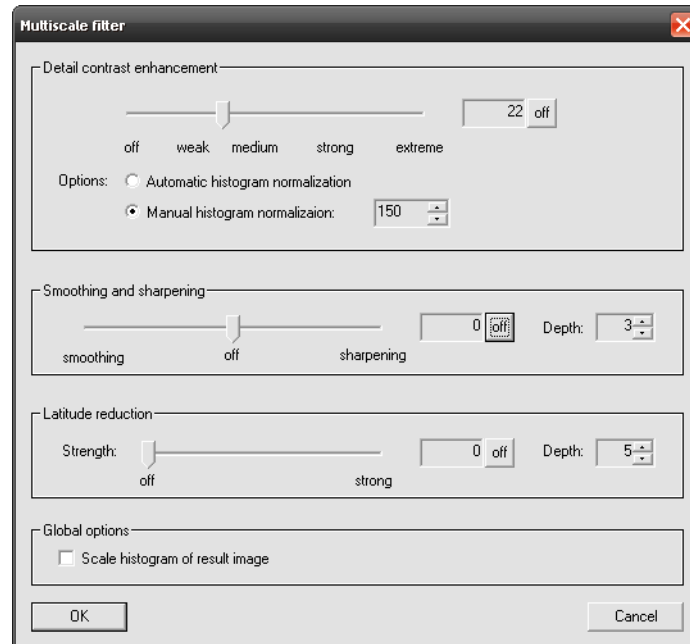 Multiscale filter
Detail contrast enhancement
22 off
off weak medium strong extreme
Options: Automatic histogram normalization
Manual histogram normalizaion: 150
Smoothing and sharpening
0 off Depth: 3
smoothing off sharpening
Latitude reduction
Strength: 0 off Depth: 5
off strong
Global options
Scale histogram of result image
OK Cancel